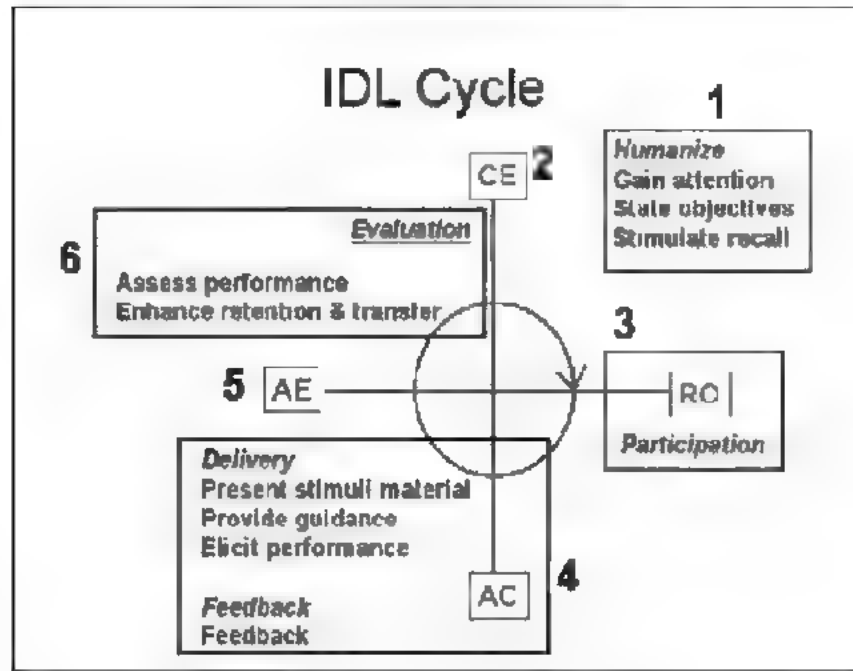 IDL Cycle
1
Humanize
Gain attention
State objectives
Stimulate recall
CE 2
6
Evaluation
Assess performance
Enhance retention & transfer
3
RO
Participation
5 AE
Delivery
Present stimuli material
Provide guidance
Elicit performance
Feedback
Feedback
AC 4